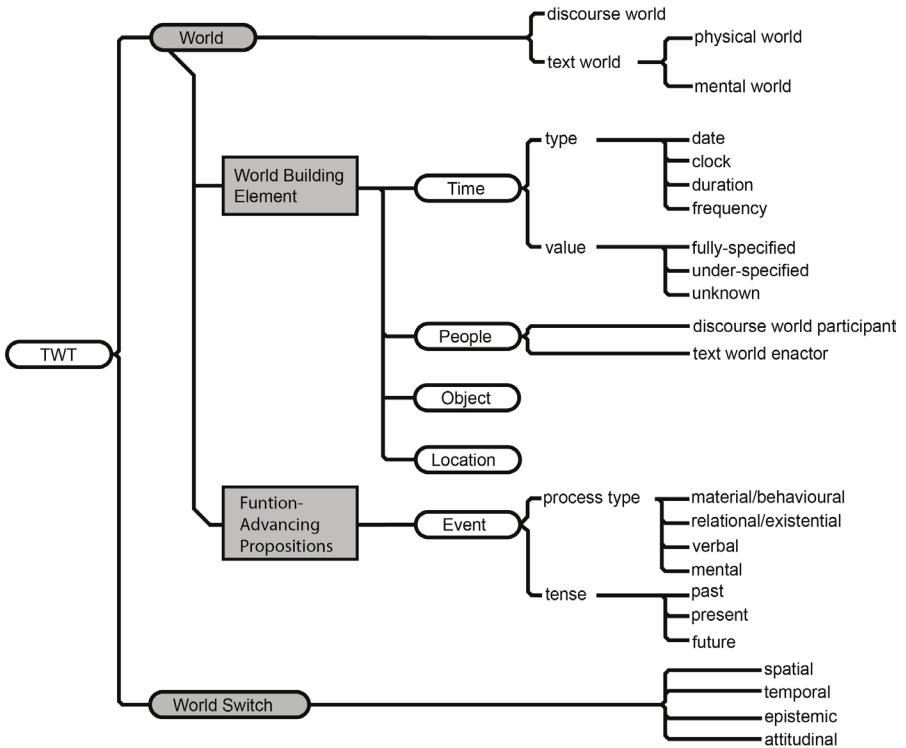 discourse world
World
physical world
text world
mental world
type
date
clock
World Building
Element
Time
duration
frequency
value
fully-specified
under-specified
unknown
discourse world participant
People
TWT
text world enactor
Object
Location
process type
material/behavioural
Funtion-
Advancing
Propositions
Event
relational/existential
verbal
mental
tense
past
present
future
spatial
World Switch
temporal
epistemic
attitudinal